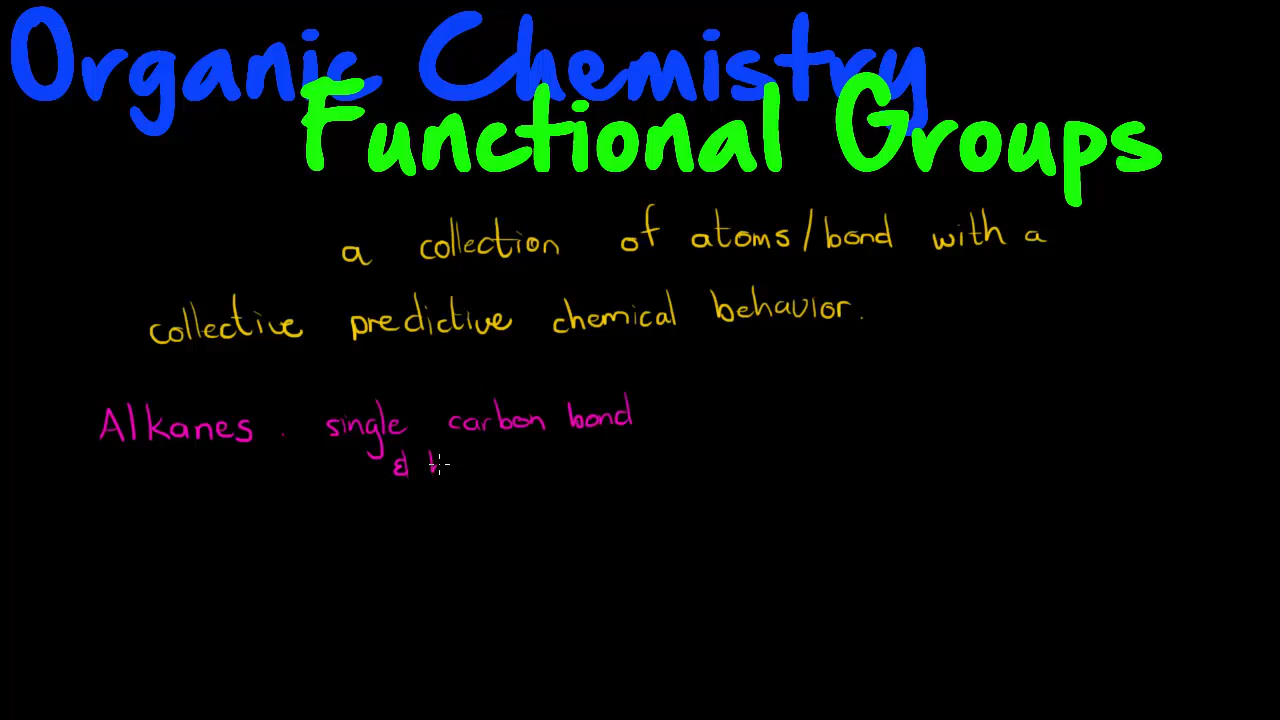 Organic Chemistry
Functional Groups
a collection of atoms/bond with a
collective predictive chemical behavior.
Alkanes . single carbon bond
&